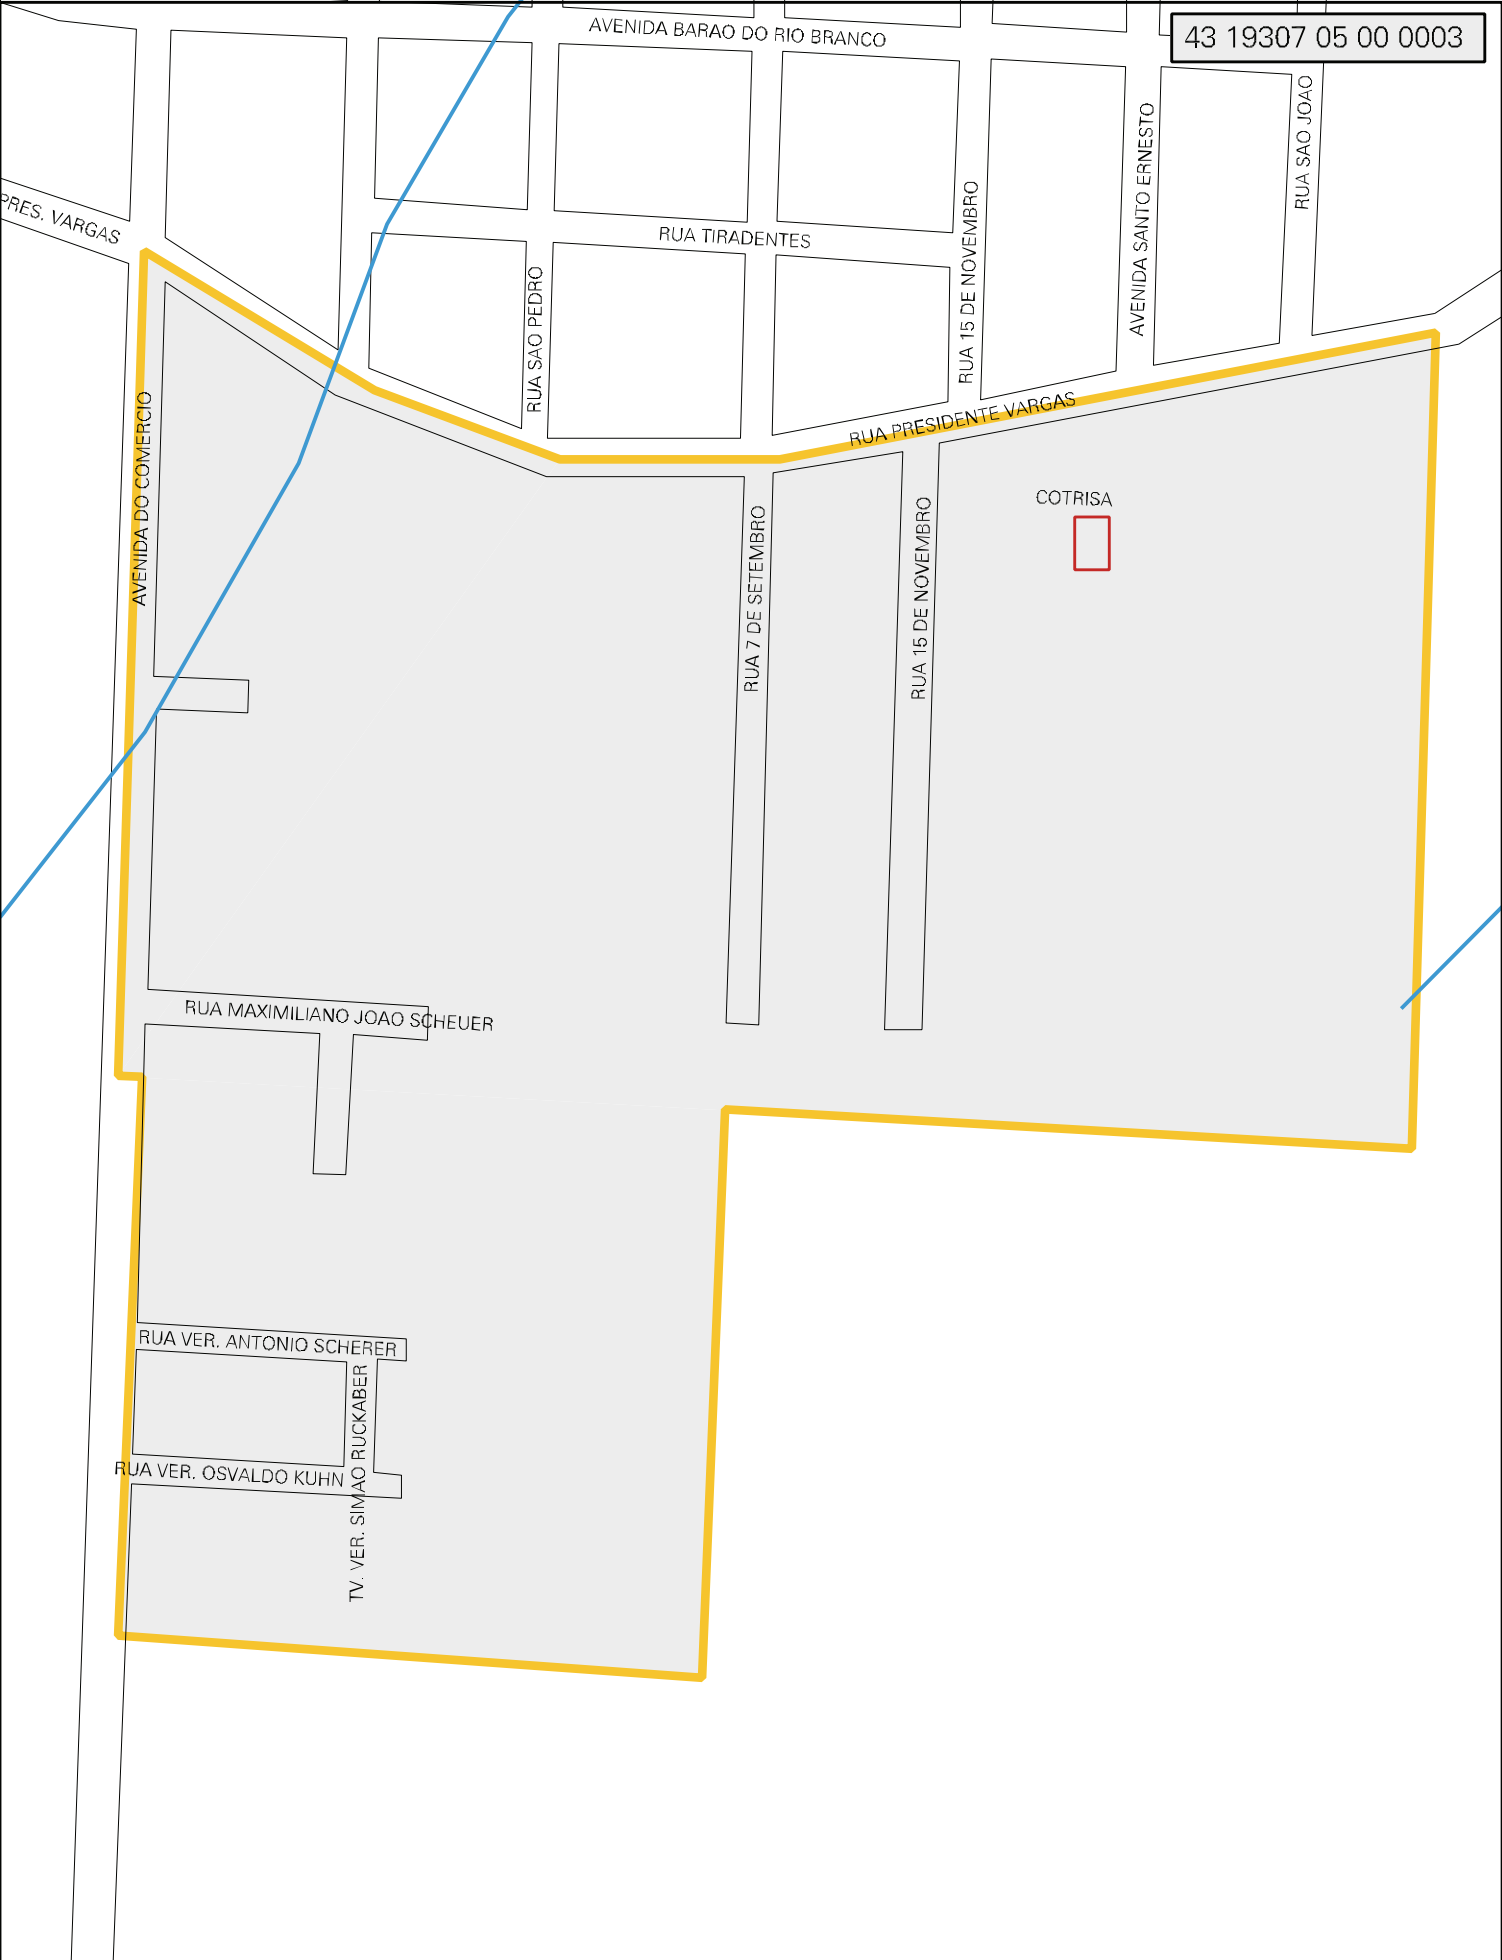 AVENIDA BARAO DO RIO BRANCO
43 19307 05 00 0003
RUA SAO JOAO
AVENIDA SANTO ERNESTO
RUA 15 DE NOVEMBRO
PRES. VARGAS
RUA TIRADENTES
RUA SAO PEDRO
RUA PRESIDENTE VARGAS
AVENIDA DO COMERCIO
COTRISA
RUA 7 DE SETEMBRO
RUA 15 DE NOVEMBRO
RUA MAXIMILIANO JOAO SCHEUER
RUA VER. ANTONIO SCHERER
TV. VER. SIMAO RUCKABER
RUA VER. OSVALDO KUHN